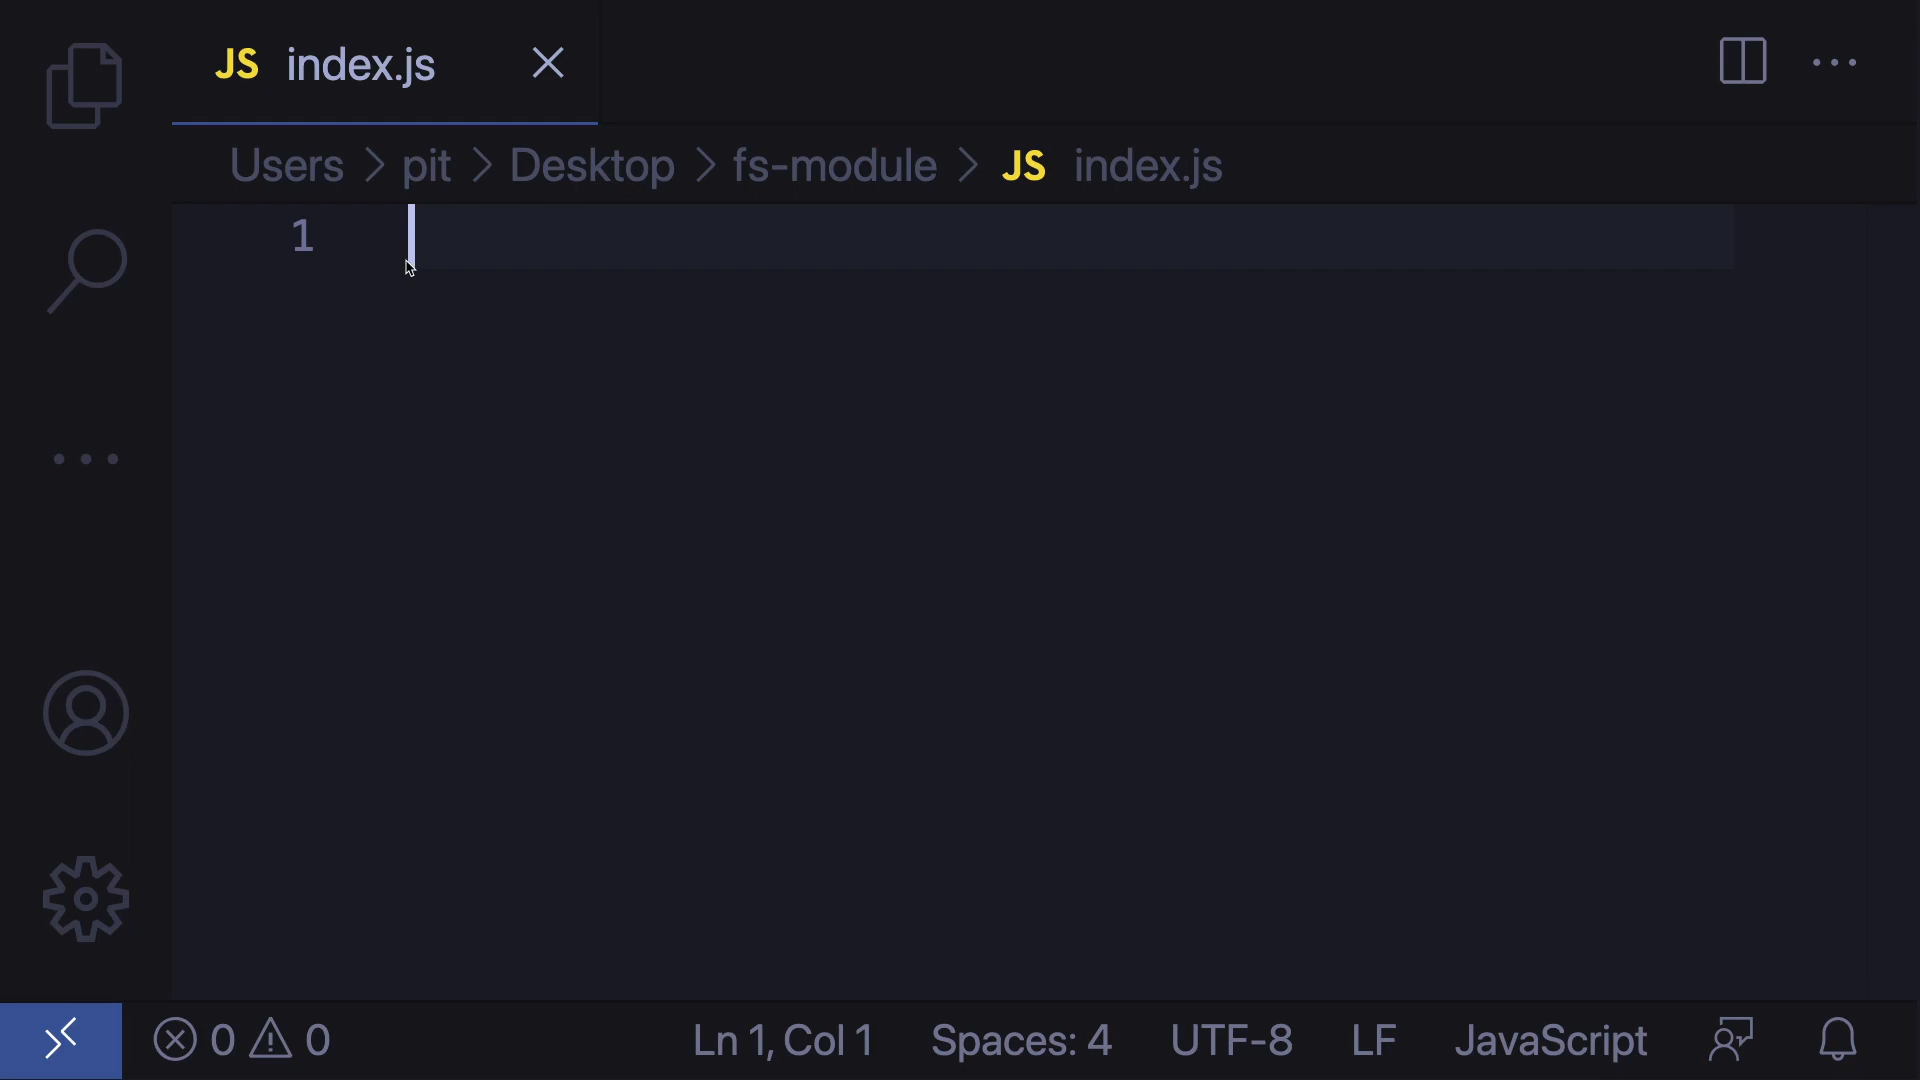 JS index.js
Users > pit > Desktop > fs-module > JS index.js
1
0 0 Ln 1, Col 1 Spaces: 4 UTF-8 LF JavaScript